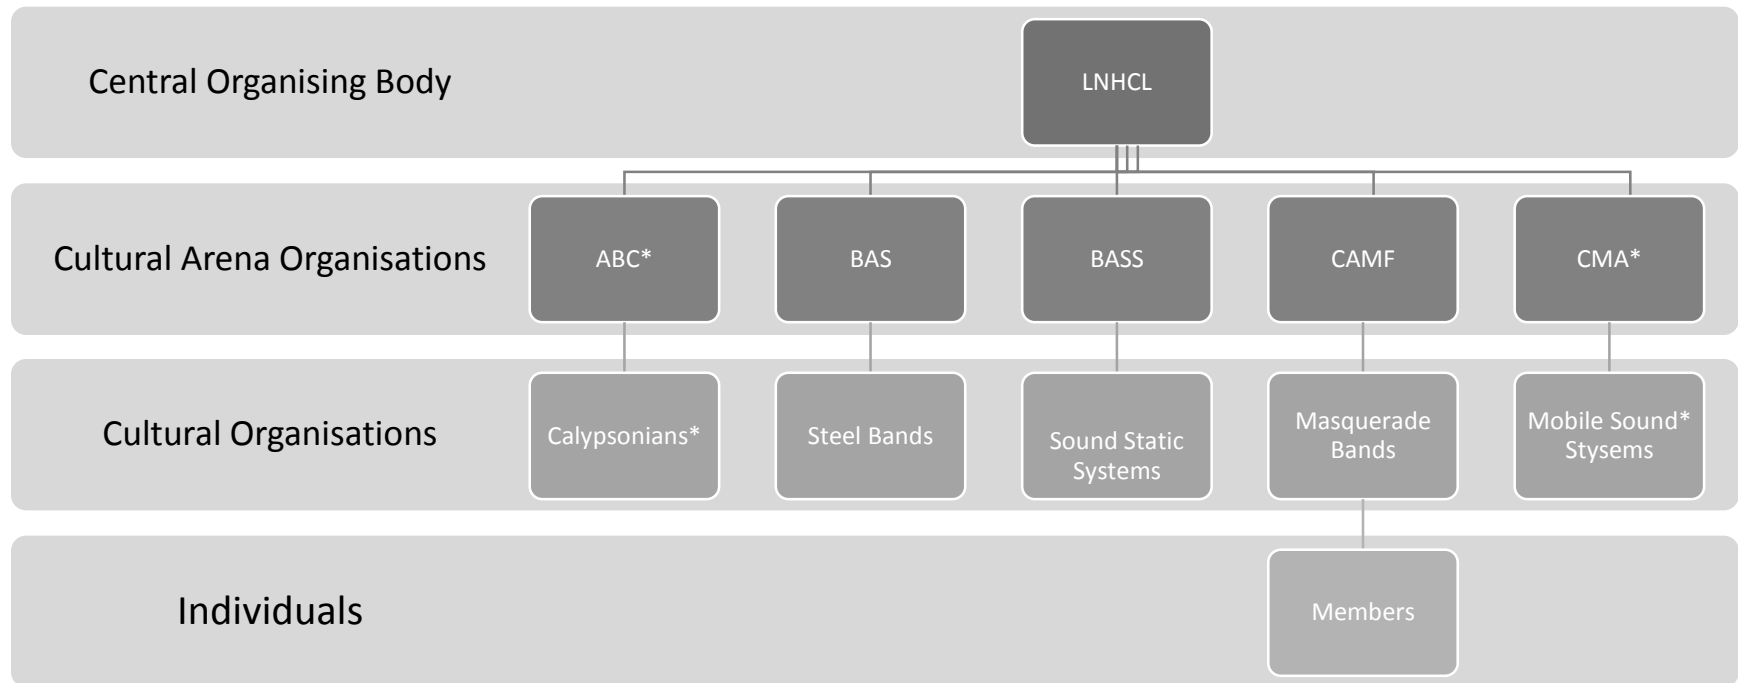 Central Organising Body
LNHCL
Cultural Arena Organisations
ABC*
BAS
BASS
CAMF
CMA*
Cultural Organisations
Calypsonians*
Steel Bands
Sound Static
Systems
Masquerade
Bands
Mobile Sound*
Stysems
Individuals
Members